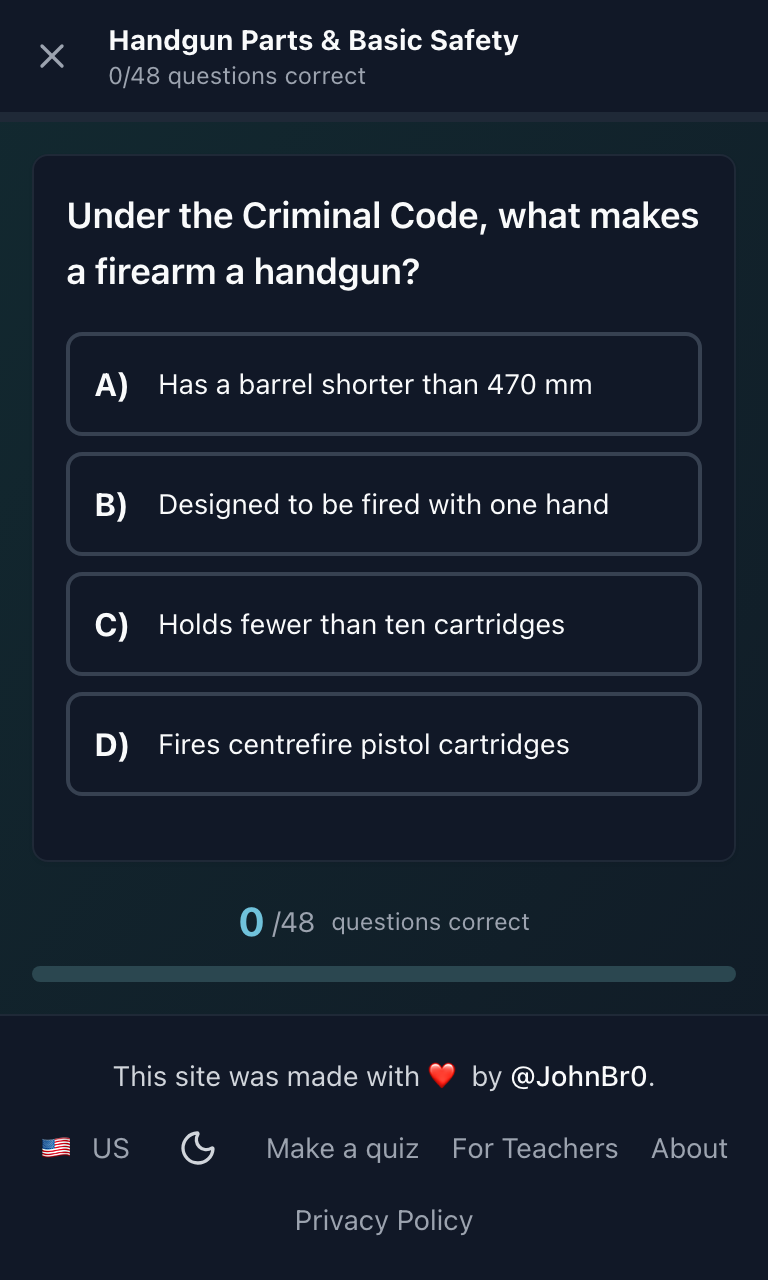 Handgun Parts & Basic Safety
0/48 questions correct
Under the Criminal Code, what makes
a firearm a handgun?
A) Has a barrel shorter than 470 mm
B) Designed to be fired with one hand
C) Holds fewer than ten cartridges
D) Fires centrefire pistol cartridges
0 /48 questions correct
This site was made with ❤️ by @JohnBr0.
🇺🇸 US Make a quiz For Teachers About
Privacy Policy